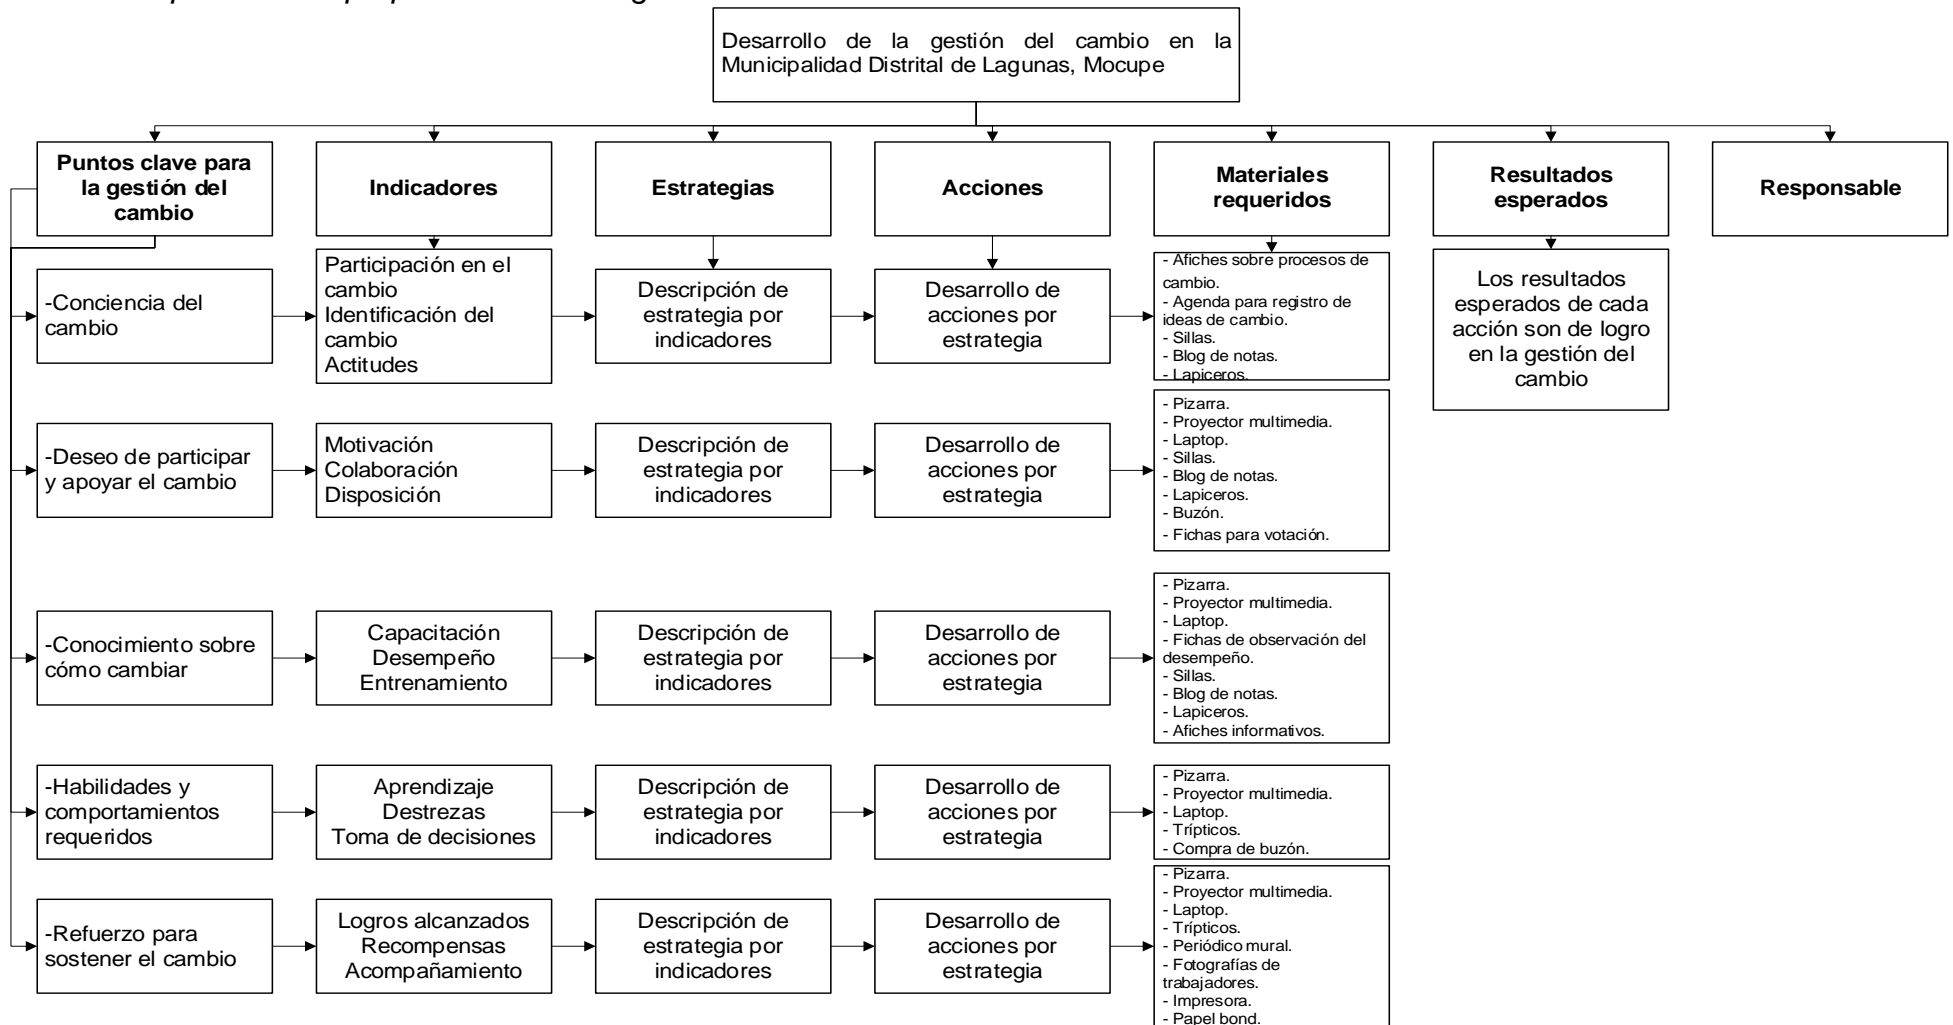 Desarrollo de la gestión del cambio en la
Municipalidad Distrital de Lagunas, Mocupe
Puntos clave para
la gestión del
cambio
Indicadores
Estrategias
Acciones
Materiales
requeridos
Resultados
esperados
Responsable
-Conciencia del
cambio
Participación en el
cambio
Identificación del
cambio
Actitudes
Descripción de
estrategia por
indicadores
Desarrollo de
acciones por
estrategia
- Afiches sobre procesos de
cambio.
- Agenda para registro de
ideas de cambio.
- Sillas.
- Blog de notas.
- Lapiceros.
Los resultados
esperados de cada
acción son de logro
en la gestión del
cambio
-Deseo de participar
y apoyar el cambio
Motivación
Colaboración
Disposición
Descripción de
estrategia por
indicadores
Desarrollo de
acciones por
estrategia
- Pizarra.
- Proyector multimedia.
- Laptop.
- Sillas.
- Blog de notas.
- Lapiceros.
- Buzón.
- Fichas para votación.
-Conocimiento sobre
cómo cambiar
Capacitación
Desempeño
Entrenamiento
Descripción de
estrategia por
indicadores
Desarrollo de
acciones por
estrategia
- Pizarra.
- Proyector multimedia.
- Laptop.
- Fichas de observación del
desempeño.
- Sillas.
- Blog de notas.
- Lapiceros.
- Afiches informativos.
-Habilidades y
comportamientos
requeridos
Aprendizaje
Destrezas
Toma de decisiones
Descripción de
estrategia por
indicadores
Desarrollo de
acciones por
estrategia
- Pizarra.
- Proyector multimedia.
- Laptop.
- Trípticos.
- Compra de buzón.
-Refuerzo para
sostener el cambio
Logros alcanzados
Recompensas
Acompañamiento
Descripción de
estrategia por
indicadores
Desarrollo de
acciones por
estrategia
- Pizarra.
- Proyector multimedia.
- Laptop.
- Trípticos.
- Periódico mural.
- Fotografías de
trabajadores.
- Impresora.
- Papel bond.